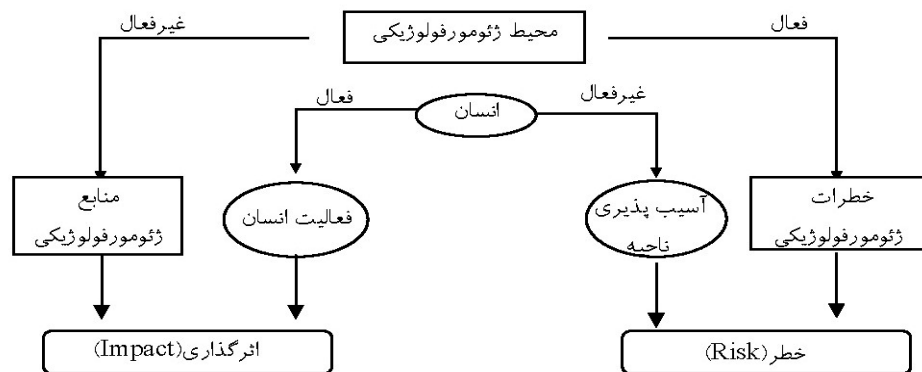 فعال
محیط ژئومورفولوژیکی
غیرفعال
غیرفعال
انسان
فعال
خطرات
ژئومورفولوژیکی
آسیب پذیری
ناحیه
فعالیت انسان
منابع
ژئومورفولوژیکی
خطر(Risk)
اثرگذاری(Impact)